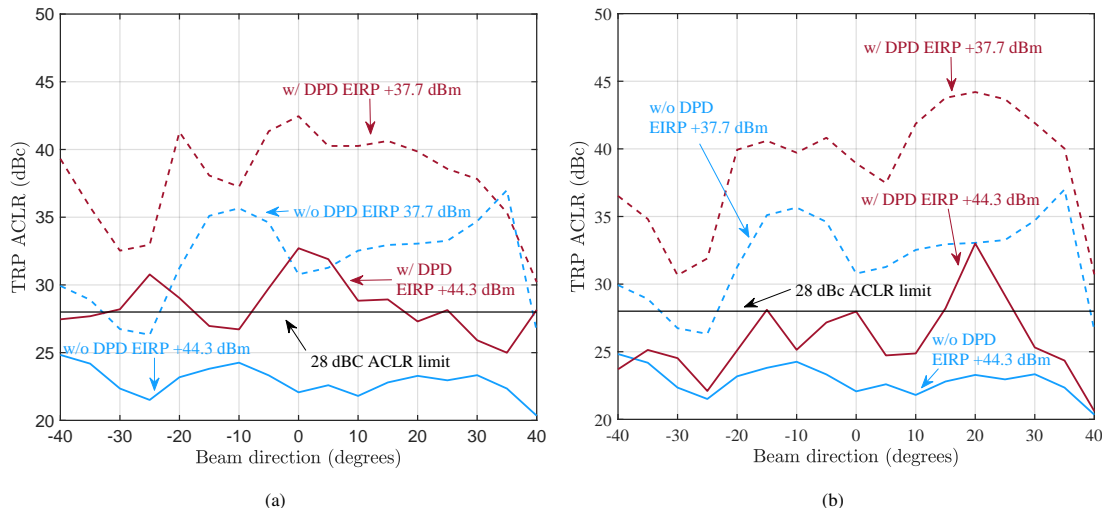 50
45
40
35
30
25
20
TRP ACLR (dBc)
w/ DPD EIRP +37.7 dBm
w/o DPD EIRP 37.7 dBm
w/ DPD
EIRP +44.3 dBm
w/o DPD EIRP +44.3 dBm
28 dBC ACLR limit
-40 -30 -20 -10 0 10 20 30 40
Beam direction (degrees)
(a)
50
45
40
35
30
25
20
TRP ACLR (dBc)
w/ DPD EIRP +37.7 dBm
w/o DPD
EIRP +37.7 dBm
w/ DPD EIRP +44.3 dBm
28 dBc ACLR limit
w/o DPD
EIRP +44.3 dBm
-40 -30 -20 -10 0 10 20 30 40
Beam direction (degrees)
(b)